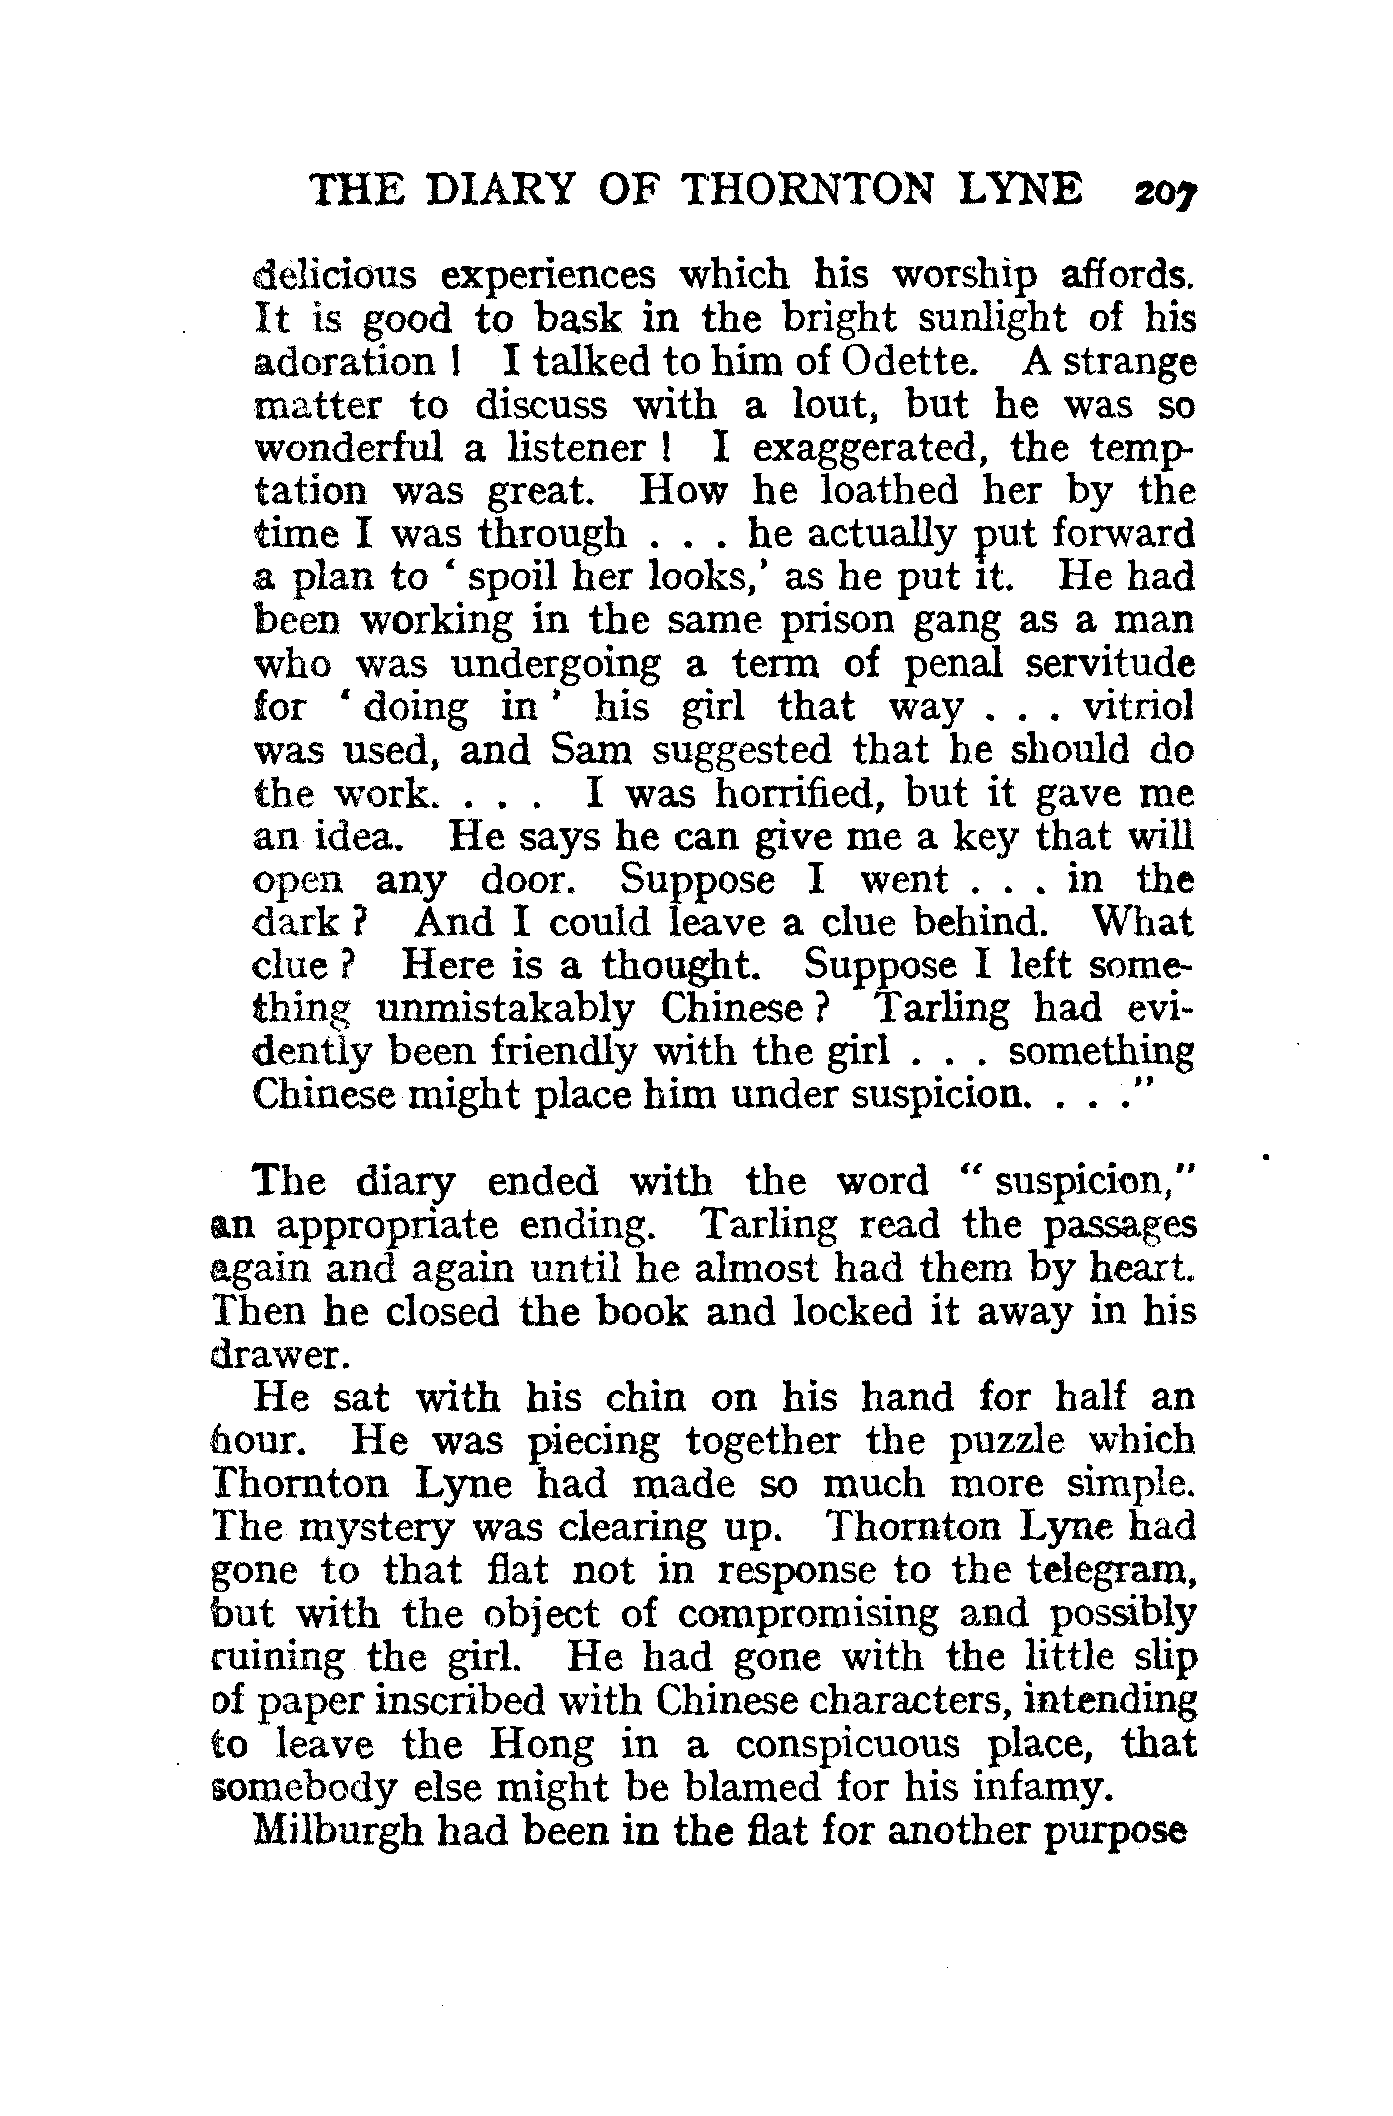 THE DIARY OF THORNTON LYNE 207
delicious experiences which his worship affords.
It is good to bask in the bright sunlight of his
adoration ! I talked to him of Odette. A strange
matter to discuss with a lout, but he was so
wonderful a listener ! I exaggerated, the temp-
tation was great. How he loathed her by the
time I was through . . . he actually put forward
a plan to ‘ spoil her looks,’ as he put it. He had
been working in the same prison gang as a man
who was undergoing a term of penal servitude
for ‘ doing in ’ his girl that way . . . vitriol
was used, and Sam suggested that he should do
the work. . . . I was horrified, but it gave me
an idea. He says he can give me a key that will
open any door. Suppose I went . . . in the
dark ? And I could leave a clue behind. What
clue ? Here is a thought. Suppose I left some-
thing unmistakably Chinese ? Tarling had evi-
dently been friendly with the girl . . . something
Chinese might place him under suspicion. . . .”
The diary ended with the word “ suspicion,”
an appropriate ending. Tarling read the passages
again and again until he almost had them by heart.
Then he closed the book and locked it away in his
drawer.
He sat with his chin on his hand for half an
hour. He was piecing together the puzzle which
Thornton Lyne had made so much more simple.
The mystery was clearing up. Thornton Lyne had
gone to that flat not in response to the telegram,
but with the object of compromising and possibly
ruining the girl. He had gone with the little slip
of paper inscribed with Chinese characters, intending
to leave the Hong in a conspicuous place, that
somebody else might be blamed for his infamy.
Milburgh had been in the flat for another purpose